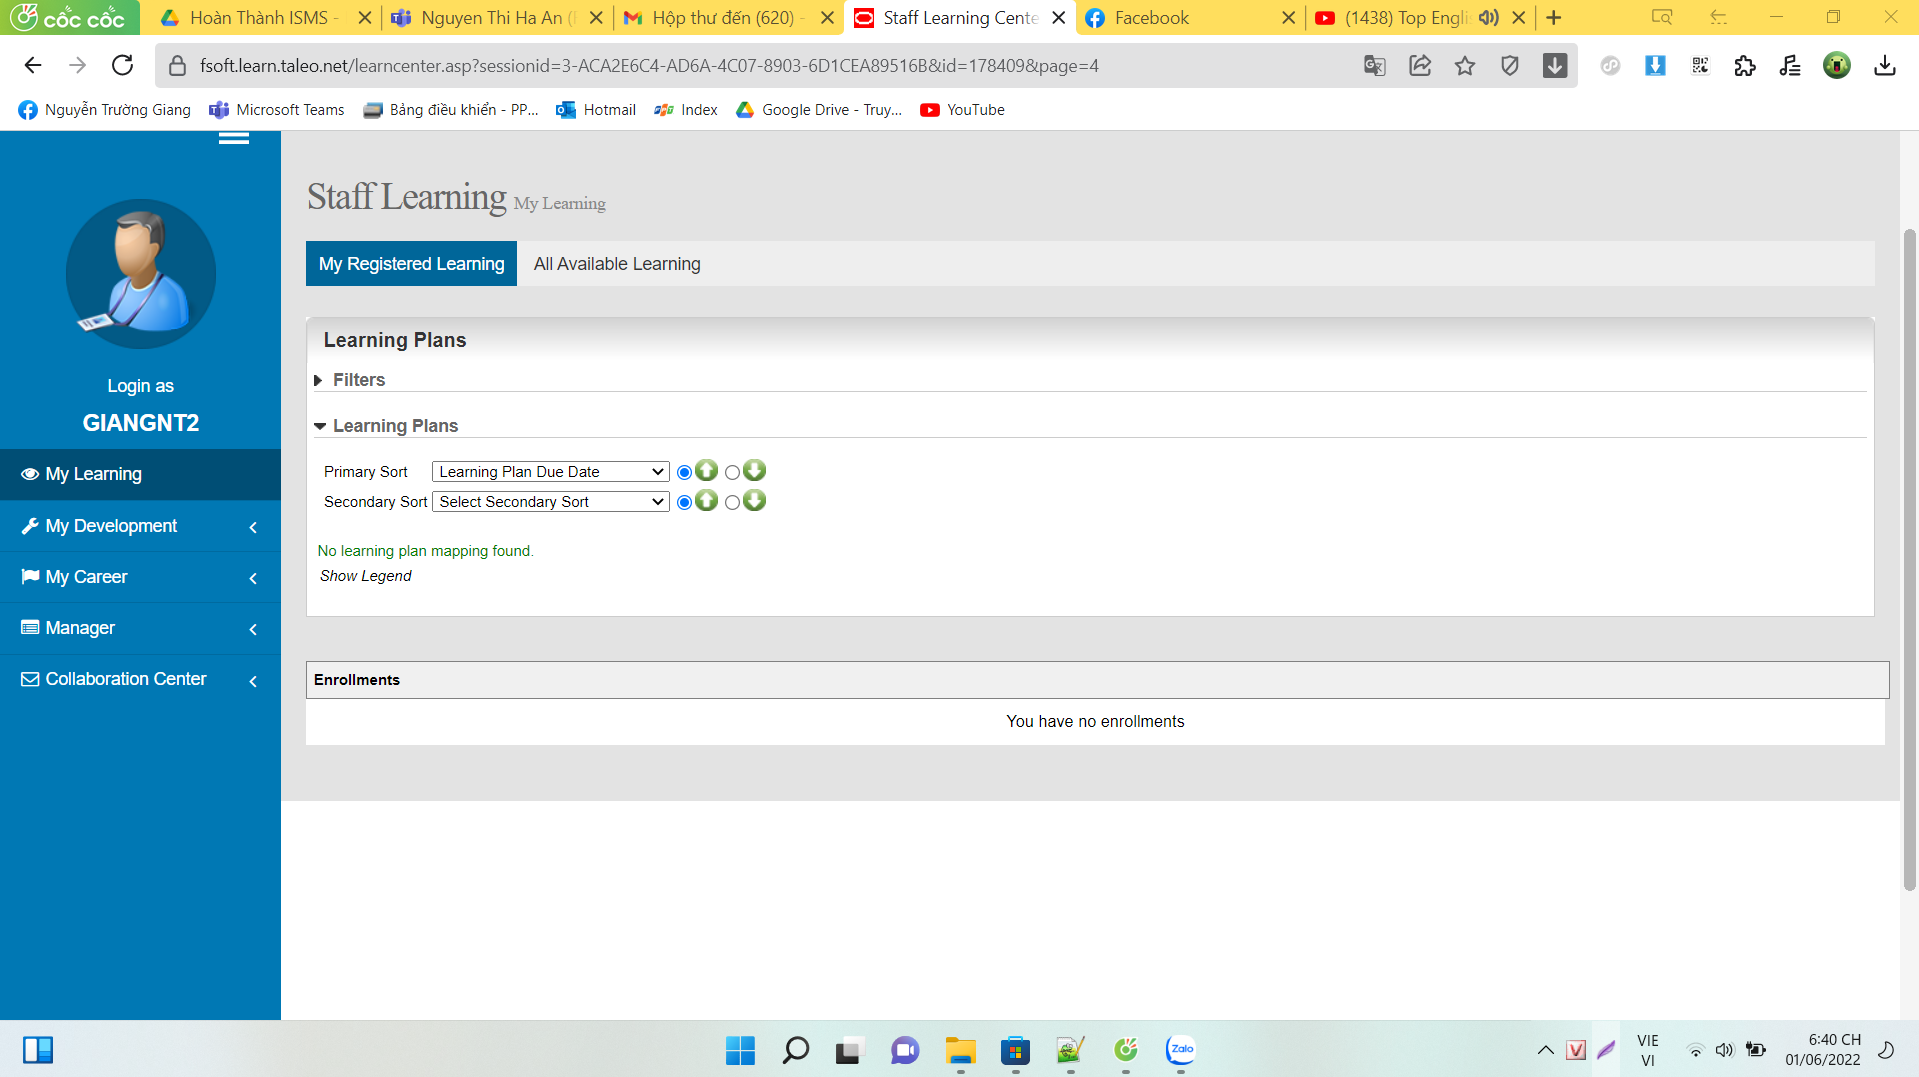 cốc cốc
Hoàn Thành ISMS -
Nguyen Thi Ha An (
Hộp thư đến (620) -
Staff Learning Cente
Facebook
(1438) Top Engli
fsoft.learn.taleo.net/learncenter.asp?sessionid=3-ACA2E6C4-AD6A-4C07-8903-6D1CEA89516B&id=178409&page=4
Nguyễn Trường Giang
Microsoft Teams
Bảng điều khiển - PP...
Hotmail
Index
Google Drive - Truy...
YouTube
Staff Learning My Learning
My Registered Learning
All Available Learning
Login as
GIANGNT2
My Learning
My Development
My Career
Manager
Collaboration Center
Learning Plans
Filters
Learning Plans
Primary Sort Learning Plan Due Date
Secondary Sort Select Secondary Sort
No learning plan mapping found.
Show Legend
Enrollments
You have no enrollments
Zalo
VIE
VI
6:40 CH
01/06/2022